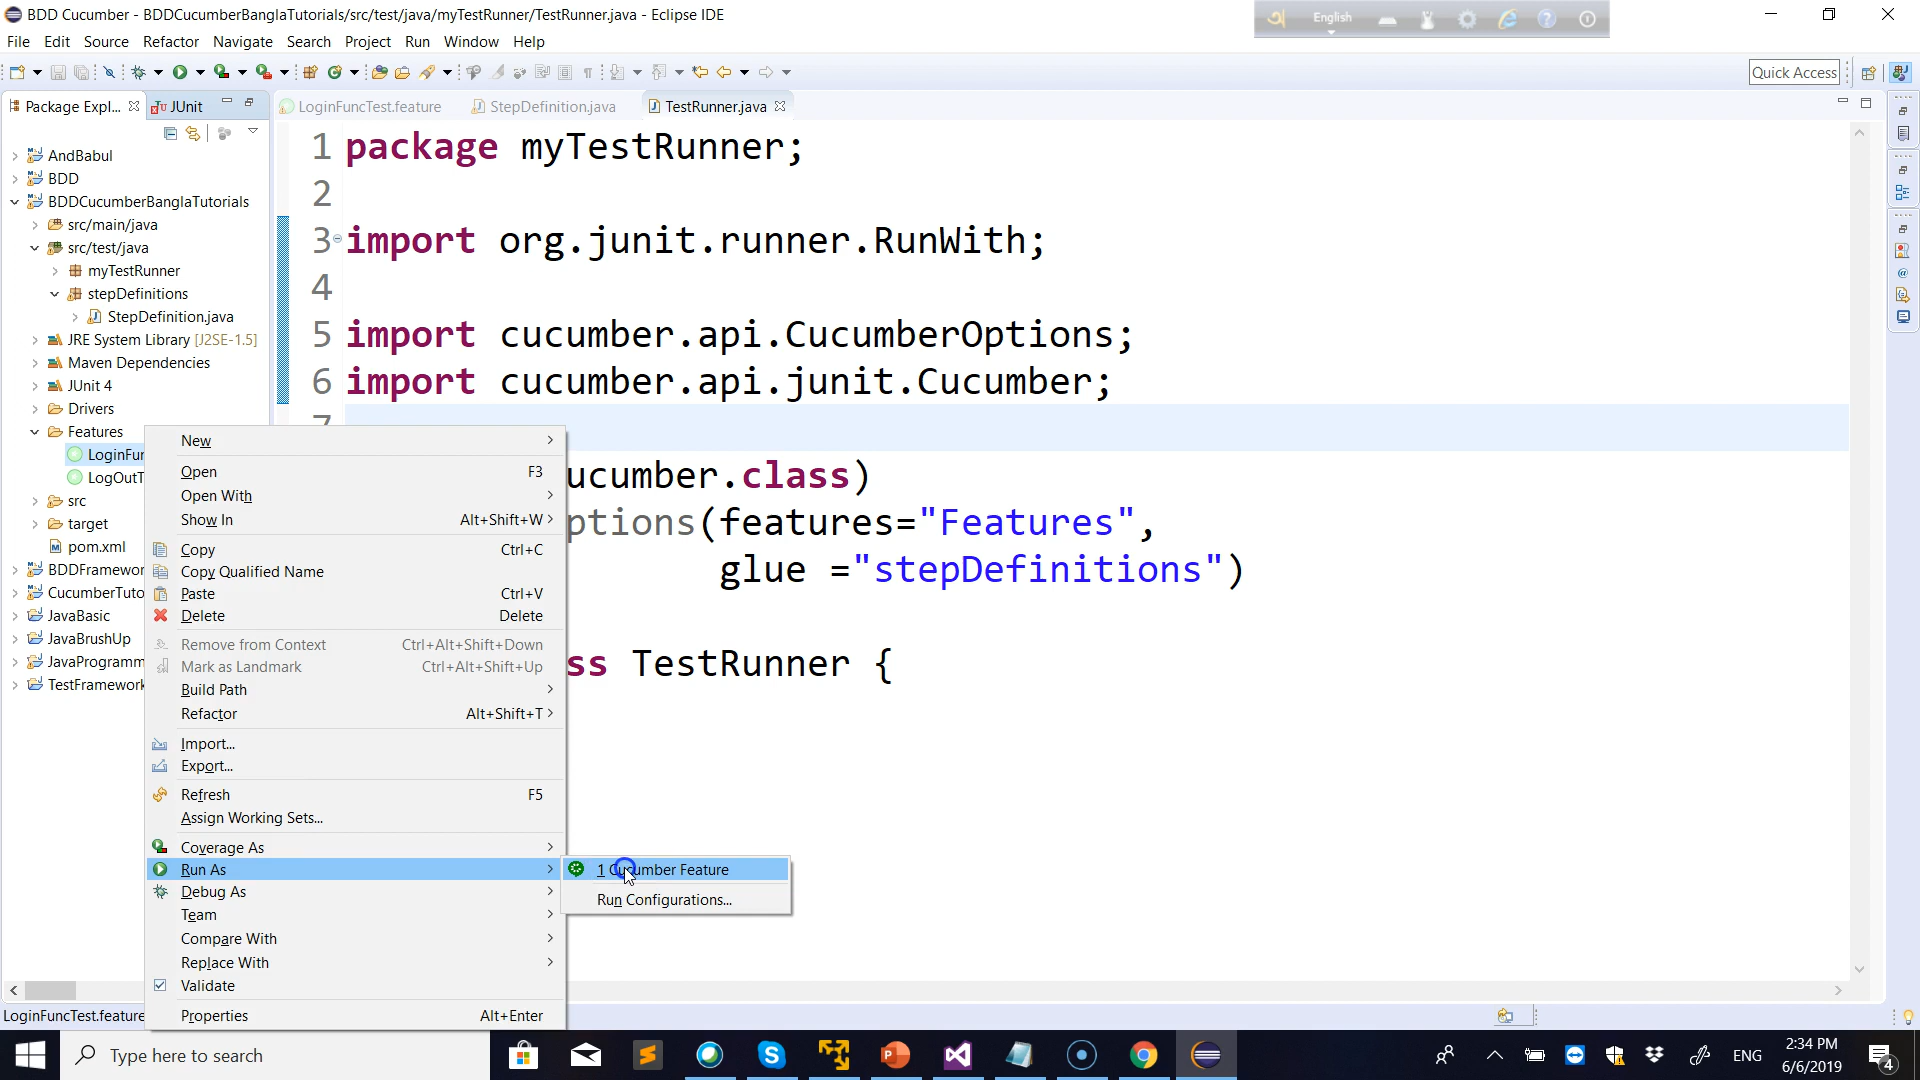 BDD Cucumber - BDDCucumberBanglaTutorials/src/test/java/myTestRunner/TestRunner.java - Eclipse IDE
English
File Edit Source Refactor Navigate Search Project Run Window Help
Quick Access
Package Expl... JUnit
LoginFuncTest.feature StepDefinition.java TestRunner.java
AndBabul
BDD
BDDCucumberBanglaTutorials
src/main/java
src/test/java
myTestRunner
stepDefinitions
StepDefinition.java
JRE System Library [J2SE-1.5]
Maven Dependencies
JUnit 4
Drivers
Features
LoginFun
LogOutT
src
target
pom.xml
BDDFramewor
CucumberTuto
JavaBasic
JavaBrushUp
JavaProgramm
TestFramework
1 package myTestRunner;
2
3 import org.junit.runner.RunWith;
4
5 import cucumber.api.CucumberOptions;
6 import cucumber.api.junit.Cucumber;
7
ucumber.class)
ptions(features="Features",
glue ="stepDefinitions")
ss TestRunner {
New
Open F3
Open With
Show In Alt+Shift+W
Copy Ctrl+C
Copy Qualified Name
Paste Ctrl+V
Delete Delete
Remove from Context Ctrl+Alt+Shift+Down
Mark as Landmark Ctrl+Alt+Shift+Up
Build Path
Refactor Alt+Shift+T
Import...
Export...
Refresh F5
Assign Working Sets...
Coverage As
Run As
Debug As
Team
Compare With
Replace With
Validate
Properties Alt+Enter
1 Cucumber Feature
Run Configurations...
LoginFuncTest.feature
Type here to search
ENG
2:34 PM
6/6/2019
4